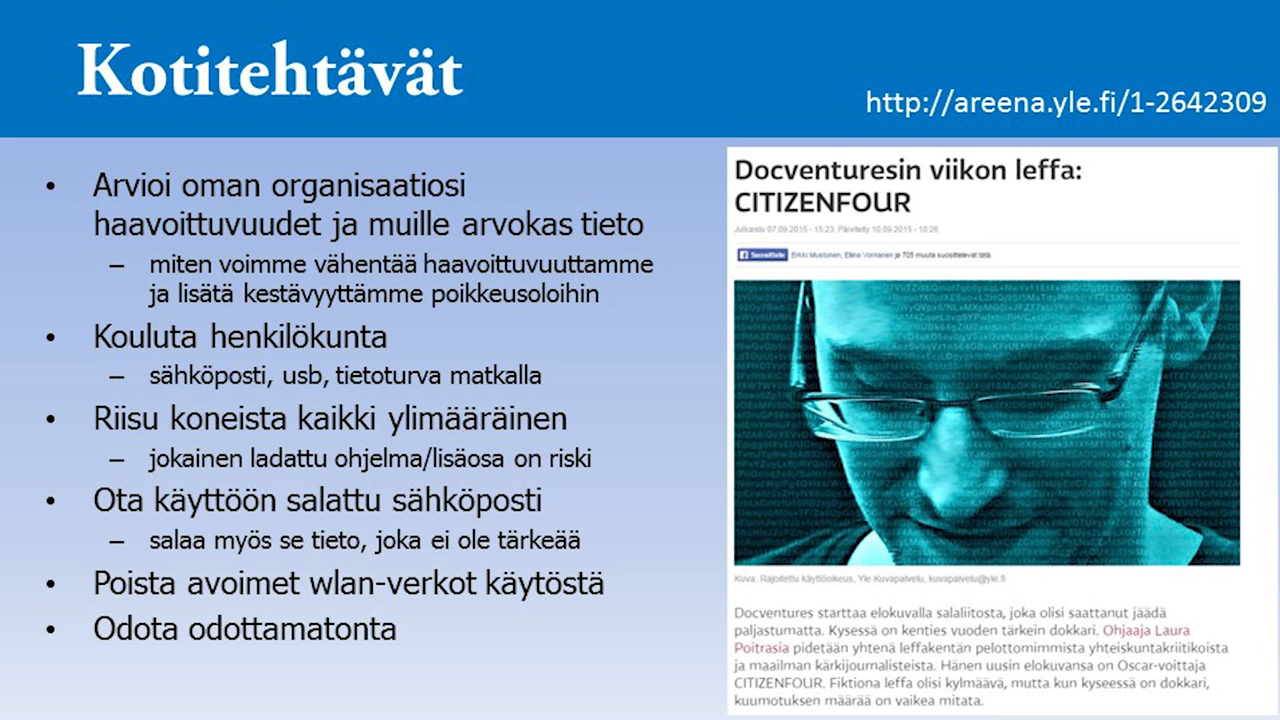 Kotitehtävät
http://areena.yle.fi/1-2642309
• Arvioi oman organisaatiosi
haavoittuvuudet ja muille arvokas tieto
– miten voimme vähentää haavoittuvuuttamme
ja lisätä kestävyyttämme poikkeusoloihin
• Kouluta henkilökunta
– sähköposti, usb, tietoturva matkalla
• Riisu koneista kaikki ylimääräinen
– jokainen ladattu ohjelma/lisäosa on riski
• Ota käyttöön salattu sähköposti
– salaa myös se tieto, joka ei ole tärkeää
• Poista avoimet wlan-verkot käytöstä
• Odota odottamatonta
Docventuresin viikon leffa:
CITIZENFOUR
Julkaistu 07.09.2015 - 15:23. Päivitetty 10.09.2015 - 10:26
Suosittele Erkki Mustonen, Elina Vornanen ja 705 muuta suosittelevat tätä.
Kuva: Rajoitettu käyttöoikeus, Yle Kuvapalvelu, kuvapalvelu@yle.fi
Docventures starttaa elokuvalla salaliitosta, joka olisi saattanut jäädä
paljastumatta. Kysessä on kenties vuoden tärkein dokkari. Ohjaaja Laura
Poitrasia pidetään yhtenä leffakentän pelottomimmista yhteiskuntakriitikoista
ja maailman kärkijournalisteista. Hänen uusin elokuvansa on Oscar-voittaja
CITIZENFOUR. Fiktiona leffa olisi kylmäävä, mutta kun kyseessä on dokkari,
kuumotuksen määrää on vaikea mitata.